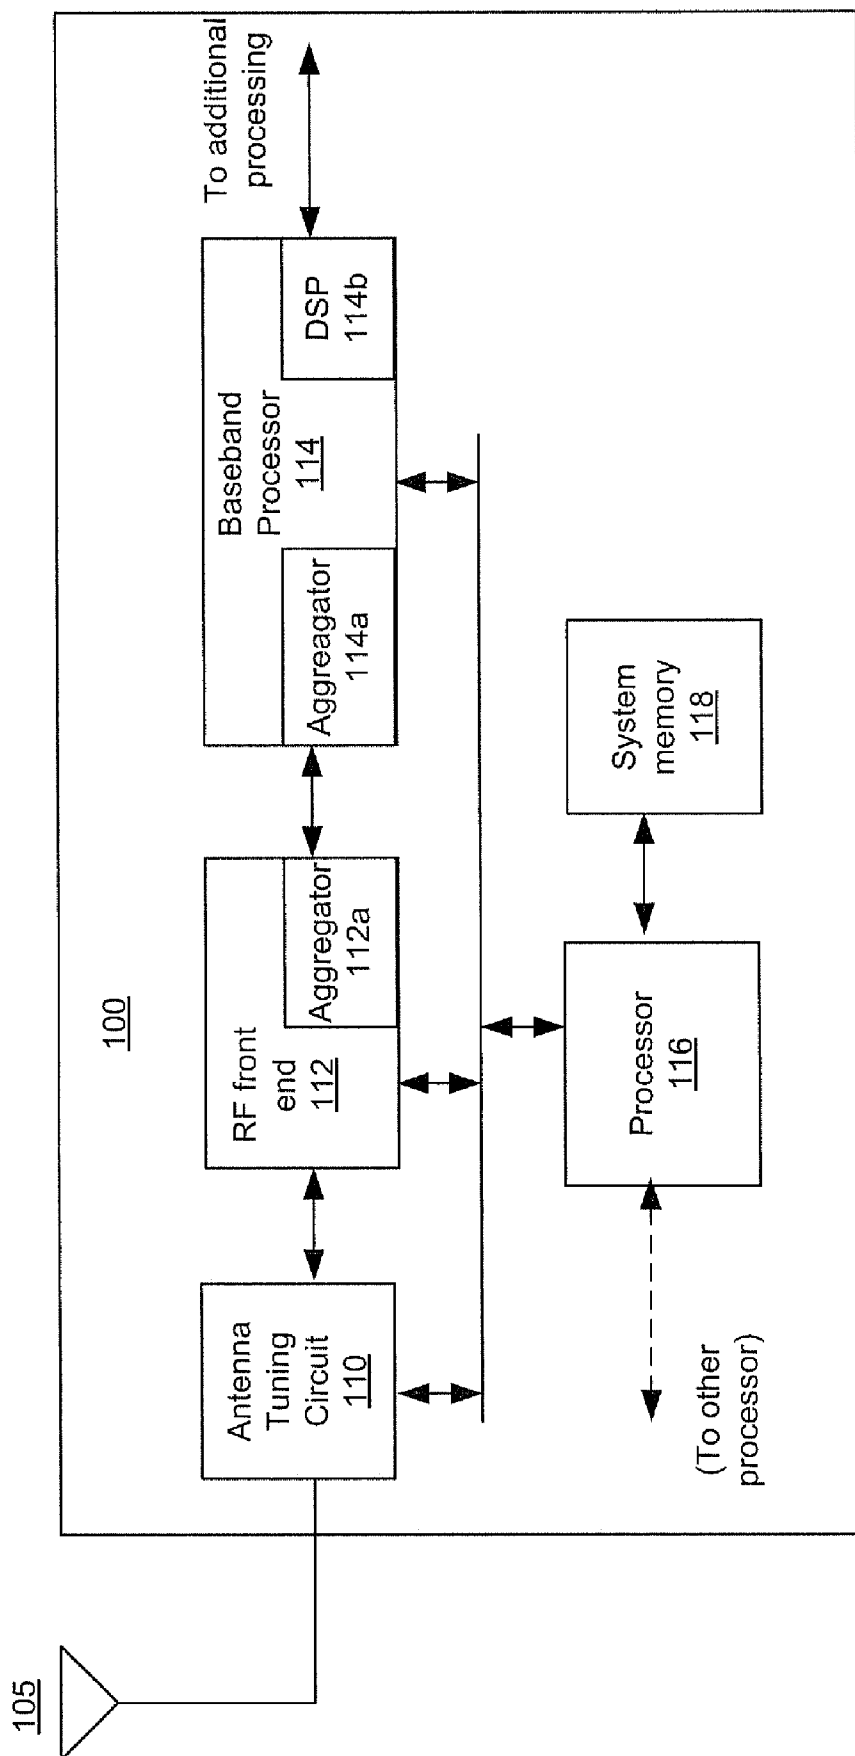 105
100
Antenna
Tuning
Circuit
110
RF front
end
112
Aggregator
112a
Baseband
Processor
114
Aggreagator
114a
DSP
114b
To additional
processing
(To other
processor)
Processor
116
System
memory
118